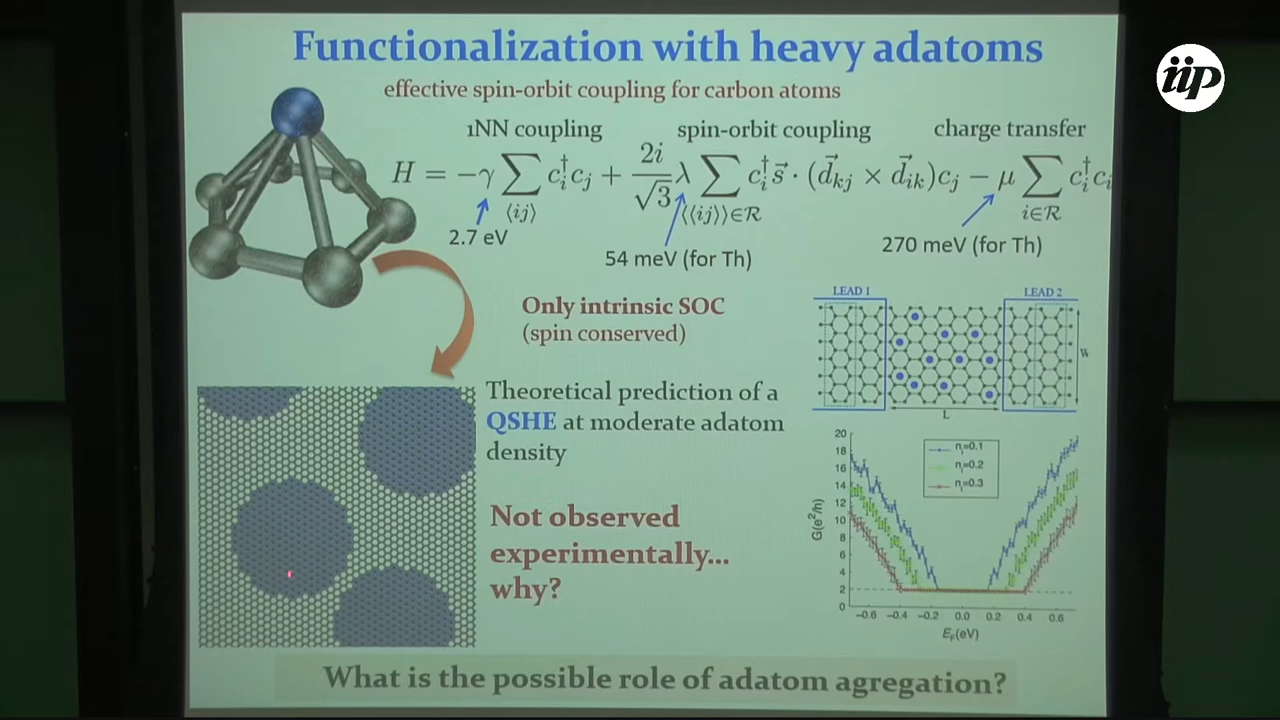 Functionalization with heavy adatoms
iip
effective spin-orbit coupling for carbon atoms
1NN coupling
spin-orbit coupling
charge transfer
H = −γ ∑⟨ij⟩ c†i cj + 2i/√3 λ ∑⟨⟨ij⟩⟩∈R c†i s⃗ · (d⃗kj × d⃗ik)cj − μ ∑i∈R c†i ci
2.7 eV
54 meV (for Th)
270 meV (for Th)
LEAD 1
LEAD 2
W
L
Only intrinsic SOC
(spin conserved)
Theoretical prediction of a
QSHE at moderate adatom
density
Not observed
experimentally...
why?
20
18
16
14
12
10
8
6
4
2
0
G(e²/h)
nᵢ=0.1
nᵢ=0.2
nᵢ=0.3
−0.6 −0.4 −0.2 0.0 0.2 0.4 0.6
EF(eV)
What is the possible role of adatom agregation?